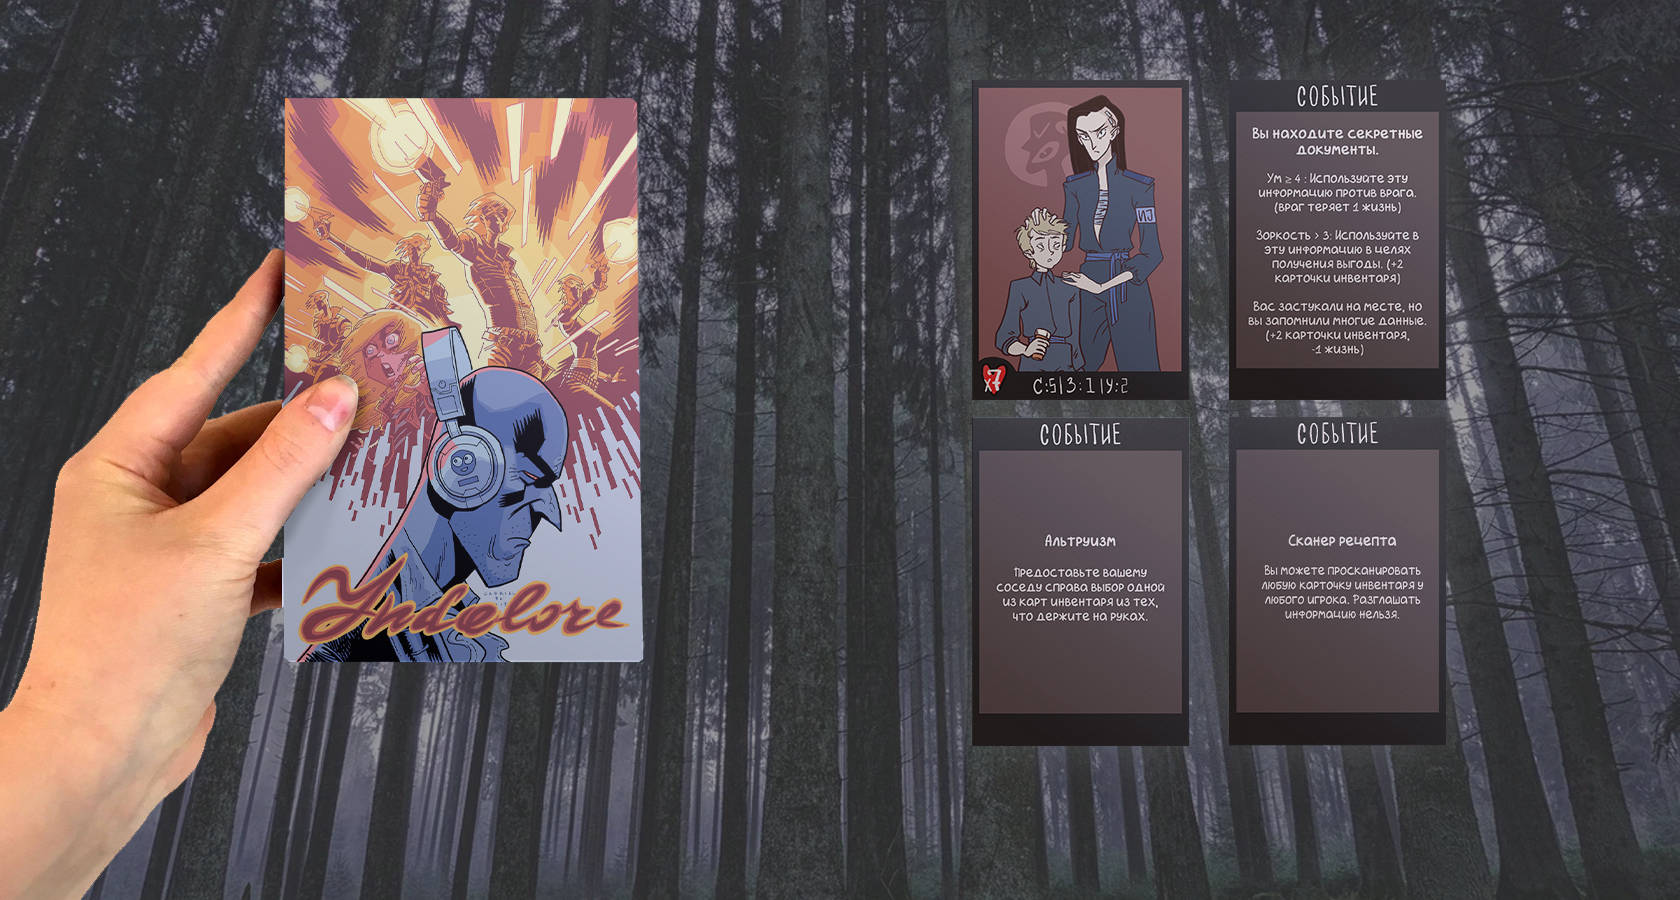 Yndolore
ИJ
x7
С:5|З:1|У:2
СОБЫТИЕ
Вы находите секретные
документы.
Ум ≥ 4 : Используйте эту
информацию против врага.
(враг теряет 1 жизнь)
Зоркость > 3: Используйте в
эту информацию в целях
получения выгоды. (+2
карточки инвентаря)
Вас застукали на месте, но
вы запомнили многие данные.
(+2 карточки инвентаря,
-1 жизнь)
СОБЫТИЕ
Альтруизм
Предоставьте вашему
соседу справа выбор одной
из карт инвентаря из тех,
что держите на руках.
СОБЫТИЕ
Сканер рецепта
Вы можете просканировать
любую карточку инвентаря у
любого игрока. Разглашать
информацию нельзя.